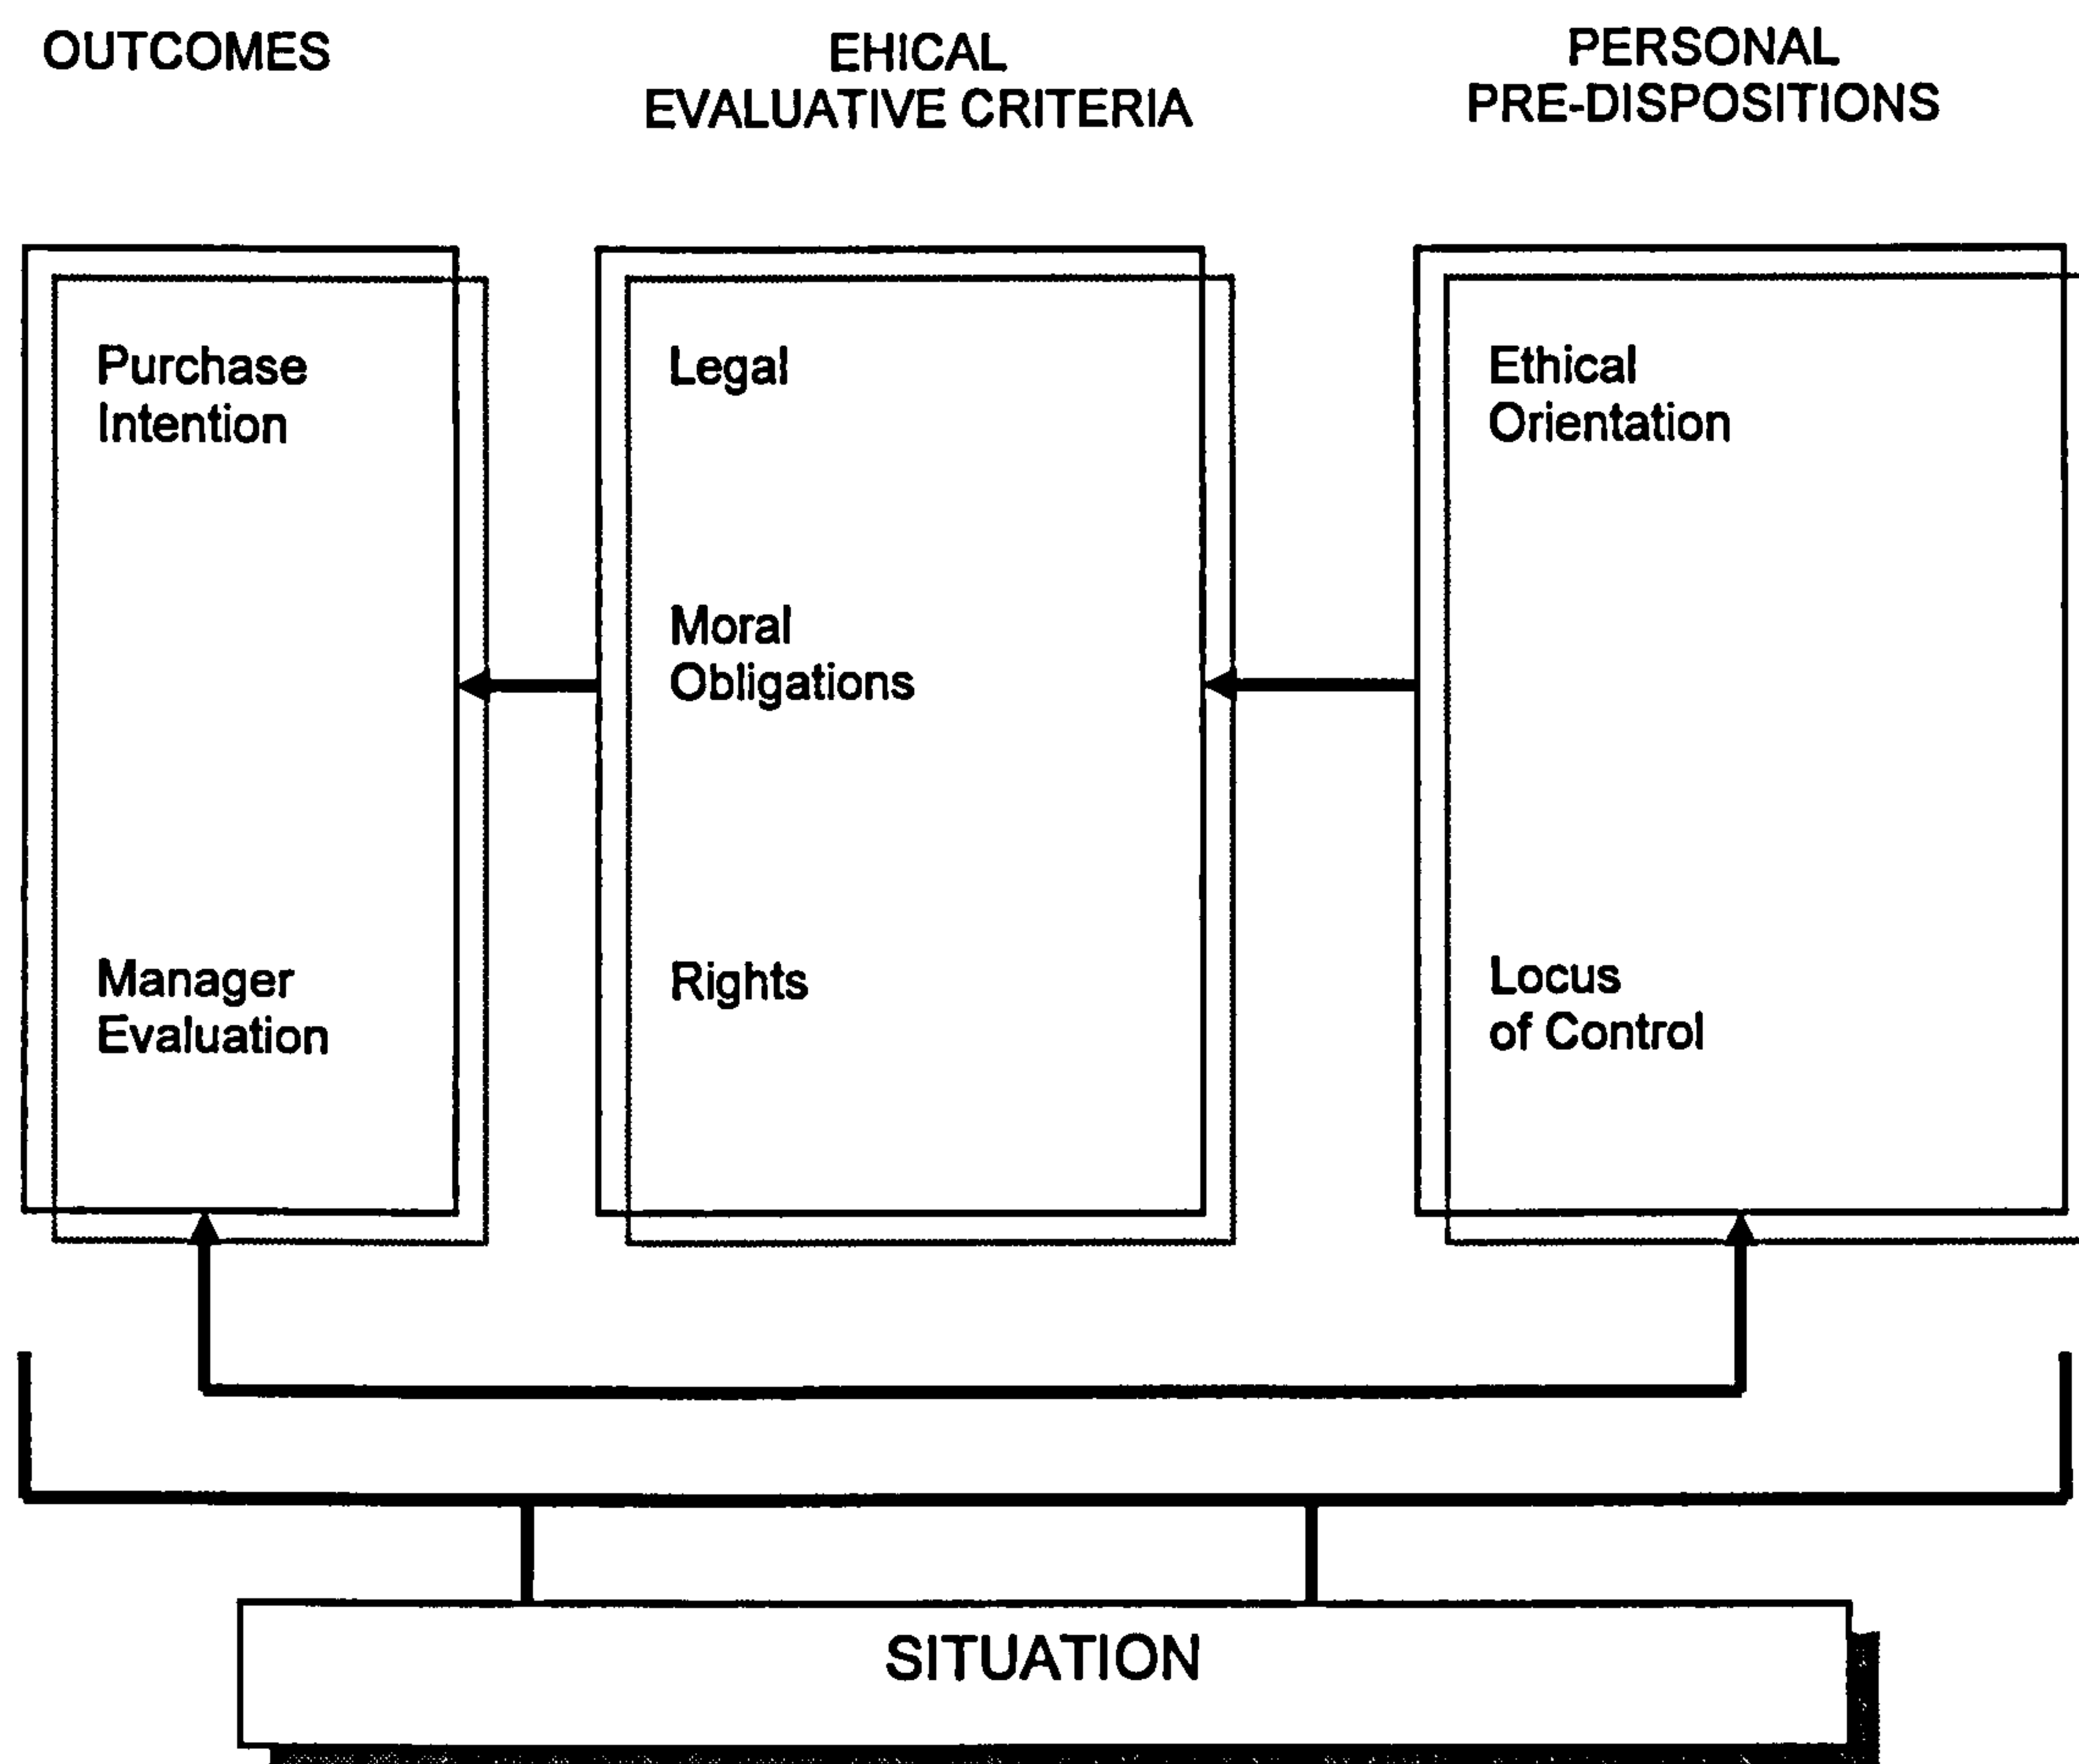 OUTCOMES
EHICAL
EVALUATIVE CRITERIA
PERSONAL
PRE-DISPOSITIONS
Purchase
Intention
Manager
Evaluation
Legal
Moral
Obligations
Rights
Ethical
Orientation
Locus
of Control
SITUATION